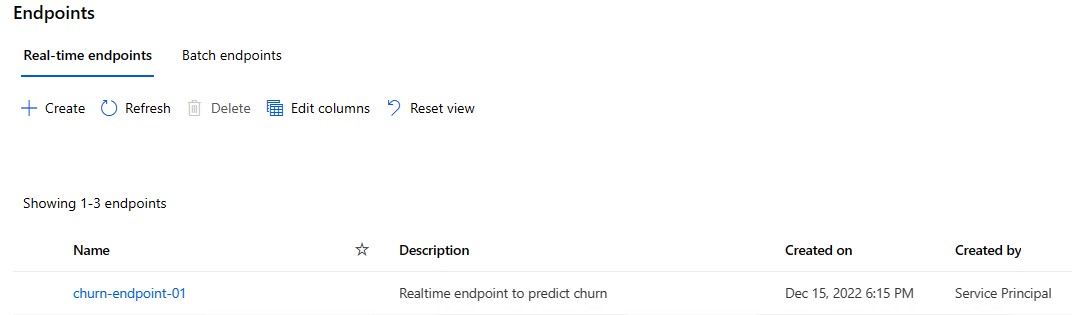 Endpoints
Real-time endpoints Batch endpoints
Create Refresh Delete Edit columns Reset view
Showing 1-3 endpoints
Name Description Created on Created by
churn-endpoint-01 Realtime endpoint to predict churn Dec 15, 2022 6:15 PM Service Principal